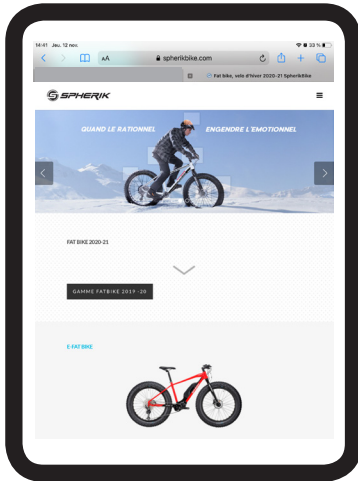 14:41 Jeu. 12 nov.
33 %
AA
spherikbike.com
Fat bike, velo d'hiver 2020-21 SpherikBike
SPHERIK
QUAND LE RATIONNEL
ENGENDRE L'ÉMOTIONNEL
FAT BIKE 2020-21
GAMME FATBIKE 2019 -20
E-FAT BIKE